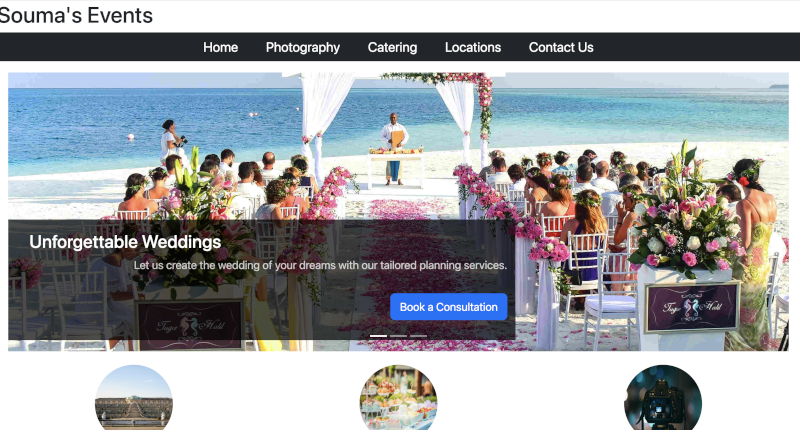 Souma's Events
Home Photography Catering Locations Contact Us
Unforgettable Weddings
Let us create the wedding of your dreams with our tailored planning services.
Book a Consultation